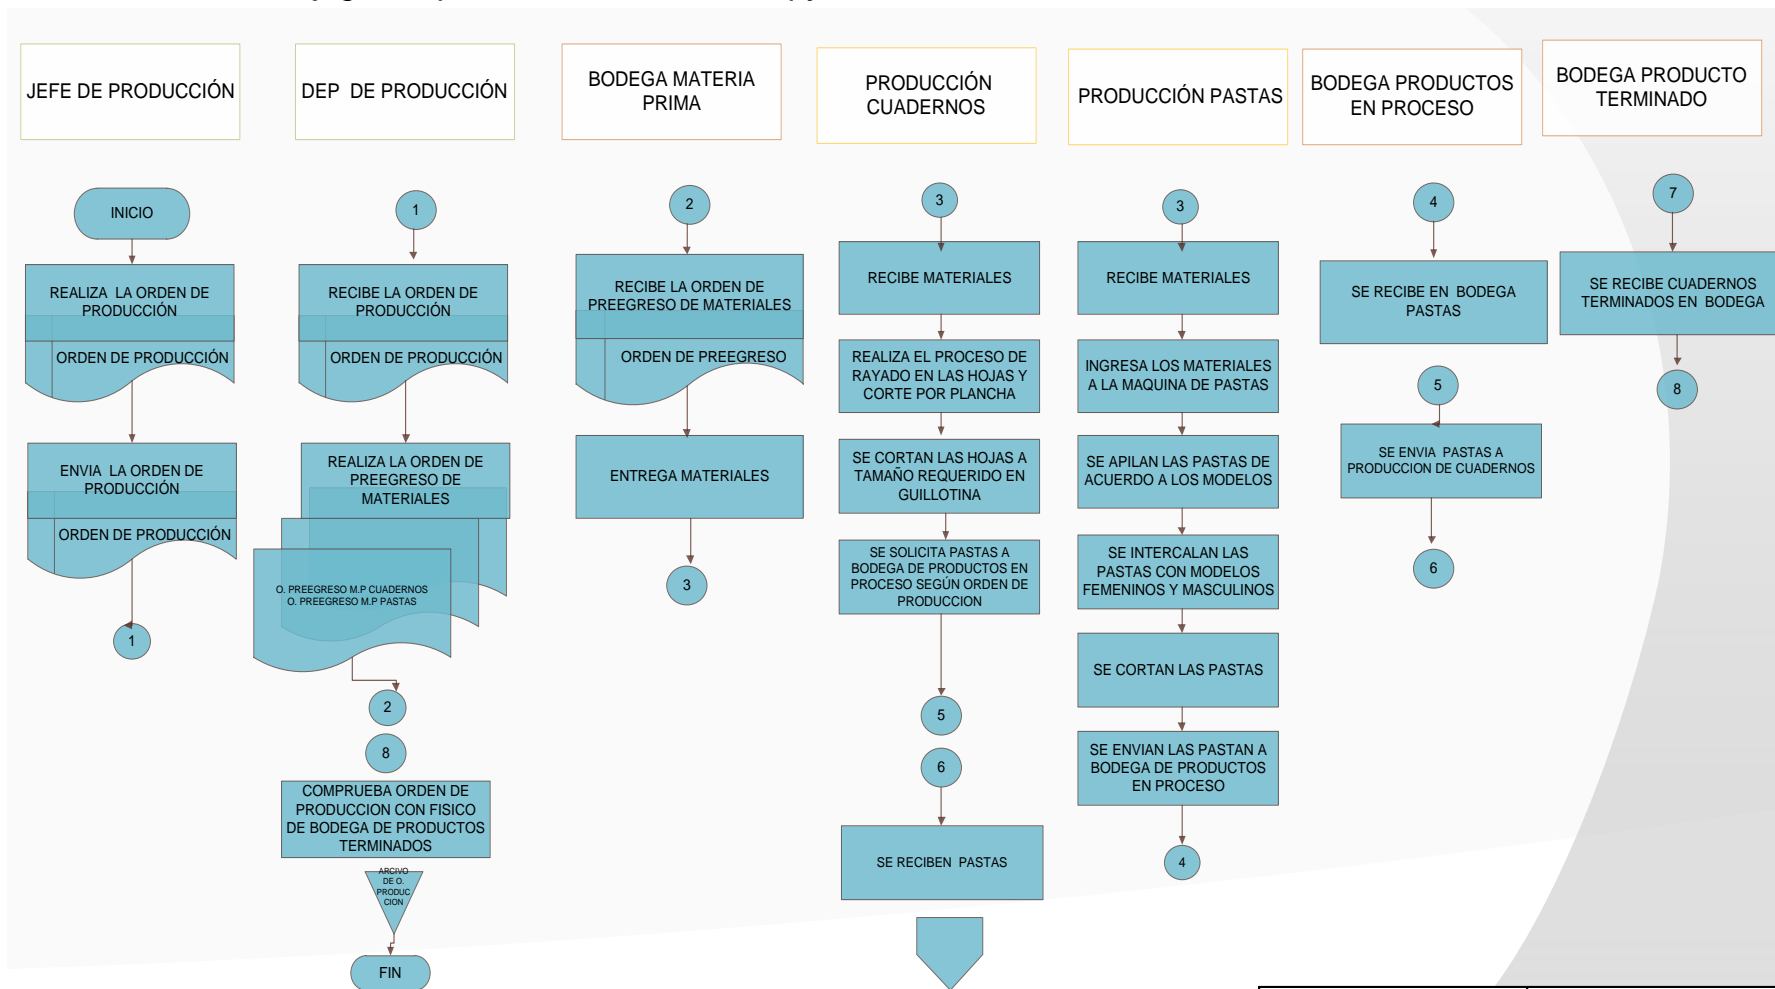 JEFE DE PRODUCCIÓN
DEP DE PRODUCCIÓN
BODEGA MATERIA
PRIMA
PRODUCCIÓN
CUADERNOS
PRODUCCIÓN PASTAS
BODEGA PRODUCTOS
EN PROCESO
BODEGA PRODUCTO
TERMINADO
INICIO
REALIZA LA ORDEN DE
PRODUCCIÓN
ORDEN DE PRODUCCIÓN
ENVIA LA ORDEN DE
PRODUCCIÓN
ORDEN DE PRODUCCIÓN
1
1
RECIBE LA ORDEN DE
PRODUCCIÓN
ORDEN DE PRODUCCIÓN
REALIZA LA ORDEN DE
PREEGRESO DE
MATERIALES
O. PREEGRESO M.P CUADERNOS
O. PREEGRESO M.P PASTAS
2
8
COMPRUEBA ORDEN DE
PRODUCCION CON FISICO
DE BODEGA DE PRODUCTOS
TERMINADOS
ARCIVO
DE O.
PRODUC
CION
FIN
2
RECIBE LA ORDEN DE
PREEGRESO DE MATERIALES
ORDEN DE PREEGRESO
ENTREGA MATERIALES
3
3
RECIBE MATERIALES
REALIZA EL PROCESO DE
RAYADO EN LAS HOJAS Y
CORTE POR PLANCHA
SE CORTAN LAS HOJAS A
TAMAÑO REQUERIDO EN
GUILLOTINA
SE SOLICITA PASTAS A
BODEGA DE PRODUCTOS EN
PROCESO SEGÚN ORDEN DE
PRODUCCION
5
6
SE RECIBEN PASTAS
3
RECIBE MATERIALES
INGRESA LOS MATERIALES
A LA MAQUINA DE PASTAS
SE APILAN LAS PASTAS DE
ACUERDO A LOS MODELOS
SE INTERCALAN LAS
PASTAS CON MODELOS
FEMENINOS Y MASCULINOS
SE CORTAN LAS PASTAS
SE ENVIAN LAS PASTAN A
BODEGA DE PRODUCTOS
EN PROCESO
4
4
SE RECIBE EN BODEGA
PASTAS
5
SE ENVIA PASTAS A
PRODUCCION DE CUADERNOS
6
7
SE RECIBE CUADERNOS
TERMINADOS EN BODEGA
8